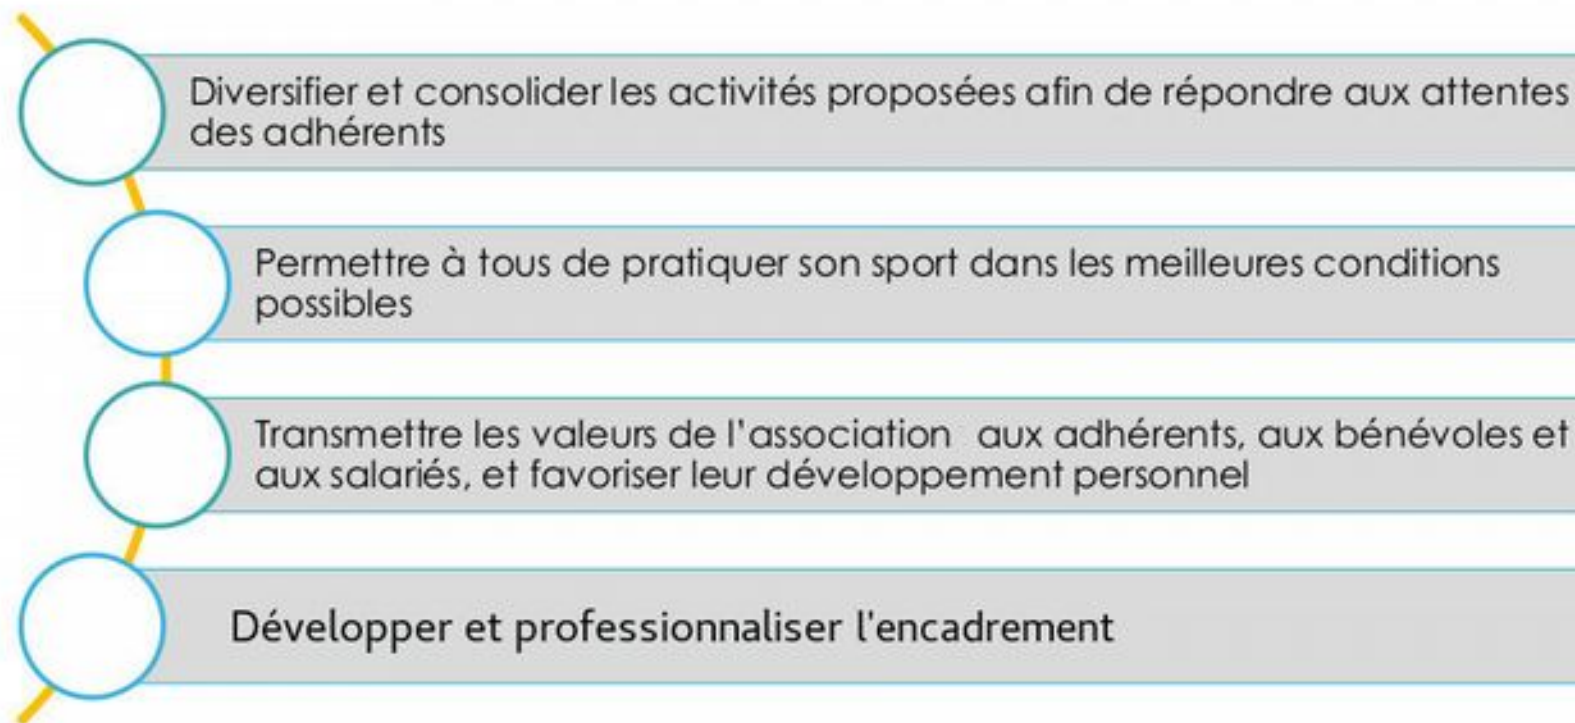 Diversifier et consolider les activités proposées afin de répondre aux attentes
des adhérents
Permettre à tous de pratiquer son sport dans les meilleures conditions
possibles
Transmettre les valeurs de l'association aux adhérents, aux bénévoles et
aux salariés, et favoriser leur développement personnel
Développer et professionnaliser l'encadrement